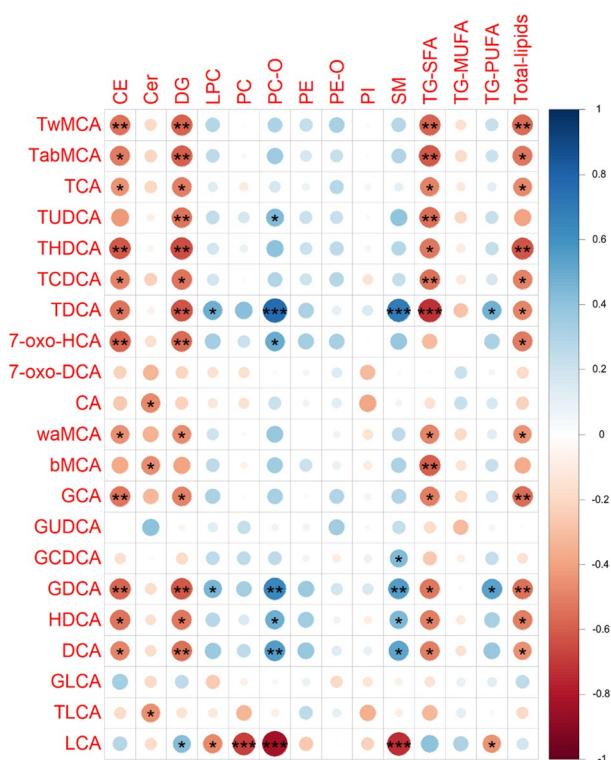 CE Cer DG LPC PC PC-O PE PE-O PI SM TG-SFA TG-MUFA TG-PUFA Total-lipids
TwMCA ** ** ** **
TabMCA * ** ** *
TCA * * * *
TUDCA ** * **
THDCA ** ** * **
TCDCA * * ** *
TDCA * ** * *** *** *** * *
7-oxo-HCA ** ** * *
7-oxo-DCA
CA *
waMCA * * * *
bMCA * **
GCA ** * * **
GUDCA
GCDCA *
GDCA ** ** * ** ** * * **
HDCA * * * * * *
DCA * ** ** * * *
GLCA
TLCA *
LCA * * *** *** *** *
1
0.8
0.6
0.4
0.2
0
-0.2
-0.4
-0.6
-0.8
-1